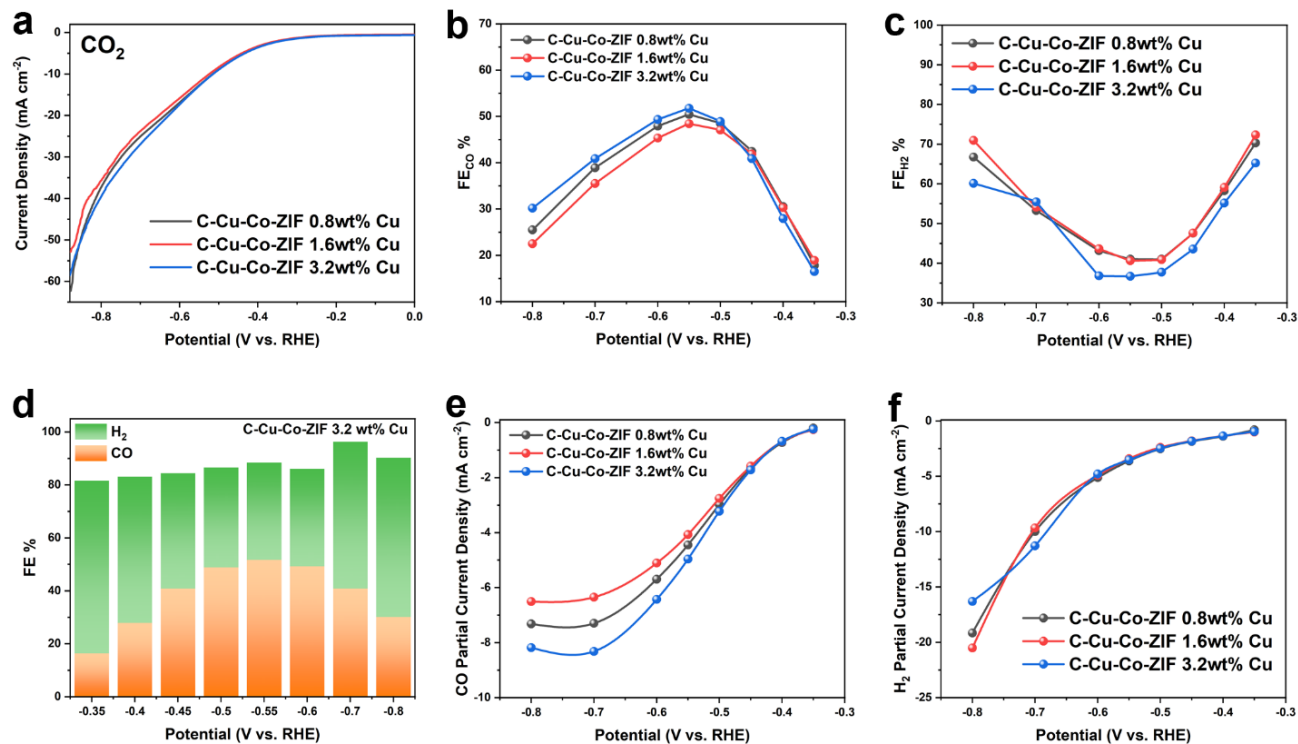 a
CO2
Current Density (mA cm-2)
0
-10
-20
-30
-40
-50
-60
C-Cu-Co-ZIF 0.8wt% Cu
C-Cu-Co-ZIF 1.6wt% Cu
C-Cu-Co-ZIF 3.2wt% Cu
-0.8 -0.6 -0.4 -0.2 0.0
Potential (V vs. RHE)
b
FECO %
70
60
50
40
30
20
10
C-Cu-Co-ZIF 0.8wt% Cu
C-Cu-Co-ZIF 1.6wt% Cu
C-Cu-Co-ZIF 3.2wt% Cu
-0.8 -0.7 -0.6 -0.5 -0.4 -0.3
Potential (V vs. RHE)
c
FEH2 %
100
90
80
70
60
50
40
30
C-Cu-Co-ZIF 0.8wt% Cu
C-Cu-Co-ZIF 1.6wt% Cu
C-Cu-Co-ZIF 3.2wt% Cu
-0.8 -0.7 -0.6 -0.5 -0.4 -0.3
Potential (V vs. RHE)
d
FE %
100
80
60
40
20
0
H2
CO
C-Cu-Co-ZIF 3.2 wt% Cu
-0.35 -0.4 -0.45 -0.5 -0.55 -0.6 -0.7 -0.8
Potential (V vs. RHE)
e
CO Partial Current Density (mA cm-2)
0
-2
-4
-6
-8
-10
C-Cu-Co-ZIF 0.8wt% Cu
C-Cu-Co-ZIF 1.6wt% Cu
C-Cu-Co-ZIF 3.2wt% Cu
-0.8 -0.7 -0.6 -0.5 -0.4 -0.3
Potential (V vs. RHE)
f
H2 Partial Current Density (mA cm-2)
0
-5
-10
-15
-20
-25
C-Cu-Co-ZIF 0.8wt% Cu
C-Cu-Co-ZIF 1.6wt% Cu
C-Cu-Co-ZIF 3.2wt% Cu
-0.8 -0.7 -0.6 -0.5 -0.4 -0.3
Potential (V vs. RHE)